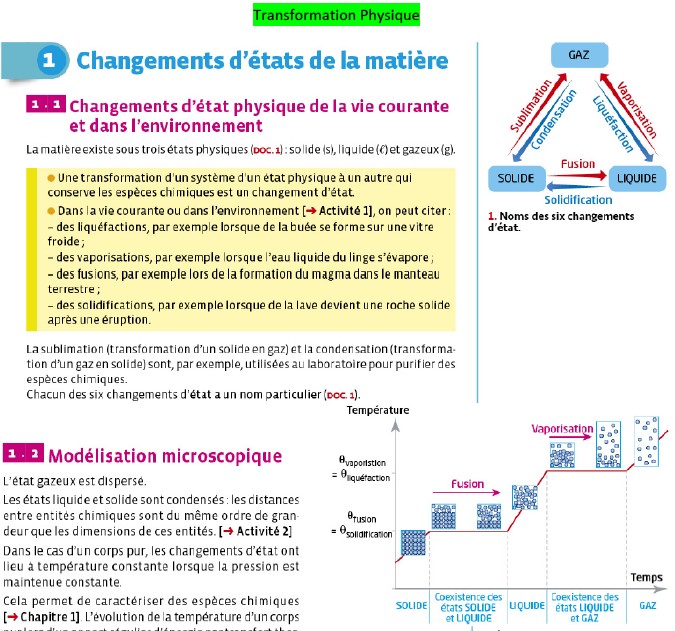 Transformation Physique
1 Changements d'états de la matière
1.1 Changements d'état physique de la vie courante
et dans l'environnement
La matière existe sous trois états physiques (DOC. 1) : solide (s), liquide (ℓ) et gazeux (g).
● Une transformation d'un système d'un état physique à un autre qui
conserve les espèces chimiques est un changement d'état.
● Dans la vie courante ou dans l'environnement [➔ Activité 1], on peut citer :
– des liquéfactions, par exemple lorsque de la buée se forme sur une vitre
froide ;
– des vaporisations, par exemple lorsque l'eau liquide du linge s'évapore ;
– des fusions, par exemple lors de la formation du magma dans le manteau
terrestre ;
– des solidifications, par exemple lorsque de la lave devient une roche solide
après une éruption.
La sublimation (transformation d'un solide en gaz) et la condensation (transforma-
tion d'un gaz en solide) sont, par exemple, utilisées au laboratoire pour purifier des
espèces chimiques.
Chacun des six changements d'état a un nom particulier (DOC. 1).
GAZ
Sublimation
Condensation
Liquéfaction
Vaporisation
SOLIDE
Fusion
LIQUIDE
Solidification
1. Noms des six changements
d'état.
1.2 Modélisation microscopique
L'état gazeux est dispersé.
Les états liquide et solide sont condensés : les distances
entre entités chimiques sont du même ordre de gran-
deur que les dimensions de ces entités. [➔ Activité 2]
Dans le cas d'un corps pur, les changements d'état ont
lieu à température constante lorsque la pression est
maintenue constante.
Cela permet de caractériser des espèces chimiques
[➔ Chapitre 1]. L'évolution de la température d'un corps
Température
Vaporisation
θvaporistion
= θliquéfaction
Fusion
θfusion
= θsolidification
Temps
SOLIDE
Coexistence des
états SOLIDE
et LIQUIDE
LIQUIDE
Coexistence des
états LIQUIDE
et GAZ
GAZ